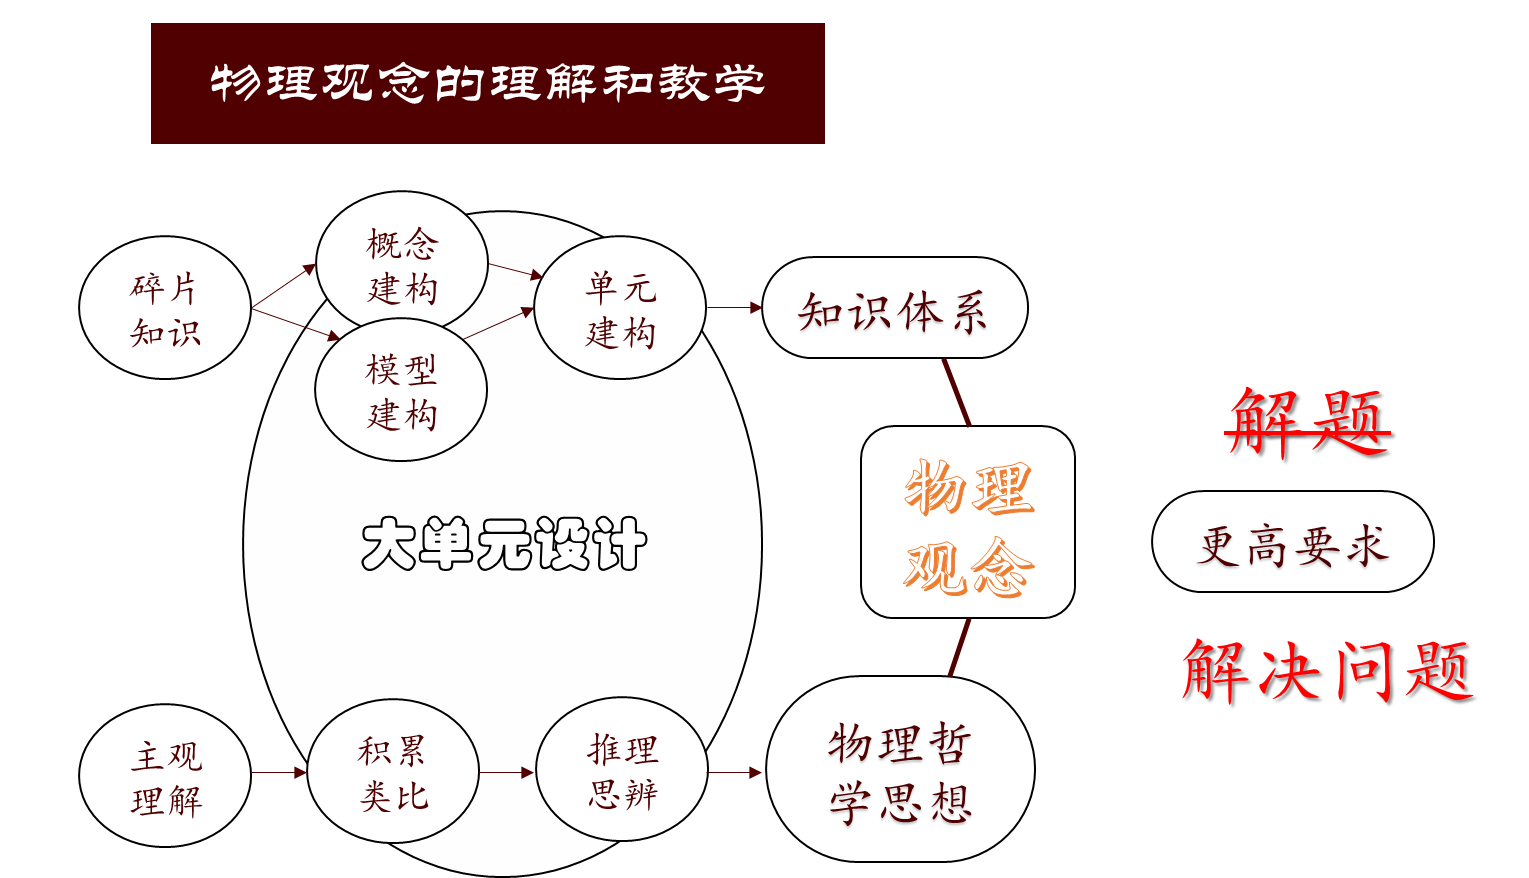 物理观念的理解和教学
碎片
知识
概念
建构
模型
建构
单元
建构
知识体系
物理
观念
大单元设计
主观
理解
积累
类比
推理
思辨
物理哲
学思想
解题
更高要求
解决问题